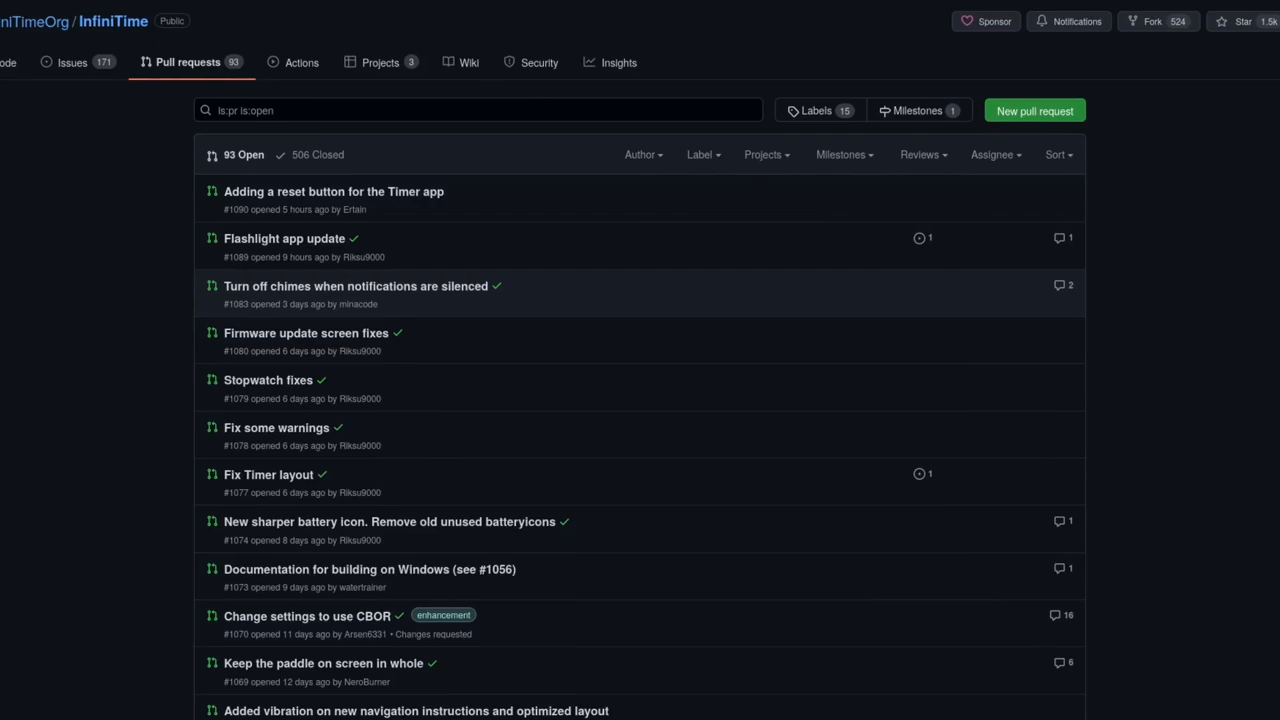 niTimeOrg / InfiniTime Public Sponsor Notifications Fork 524 Star 1.5k
ode Issues 171 Pull requests 93 Actions Projects 3 Wiki Security Insights
is:pr is:open Labels 15 Milestones 1 New pull request
93 Open 506 Closed Author Label Projects Milestones Reviews Assignee Sort
Adding a reset button for the Timer app
#1090 opened 5 hours ago by Ertain
Flashlight app update 1 1
#1089 opened 9 hours ago by Riksu9000
Turn off chimes when notifications are silenced 2
#1083 opened 3 days ago by minacode
Firmware update screen fixes
#1080 opened 6 days ago by Riksu9000
Stopwatch fixes
#1079 opened 6 days ago by Riksu9000
Fix some warnings
#1078 opened 6 days ago by Riksu9000
Fix Timer layout 1
#1077 opened 6 days ago by Riksu9000
New sharper battery icon. Remove old unused batteryicons 1
#1074 opened 8 days ago by Riksu9000
Documentation for building on Windows (see #1056) 1
#1073 opened 9 days ago by watertrainer
Change settings to use CBOR enhancement 16
#1070 opened 11 days ago by Arsen6331 • Changes requested
Keep the paddle on screen in whole 6
#1069 opened 12 days ago by NeroBurner
Added vibration on new navigation instructions and optimized layout